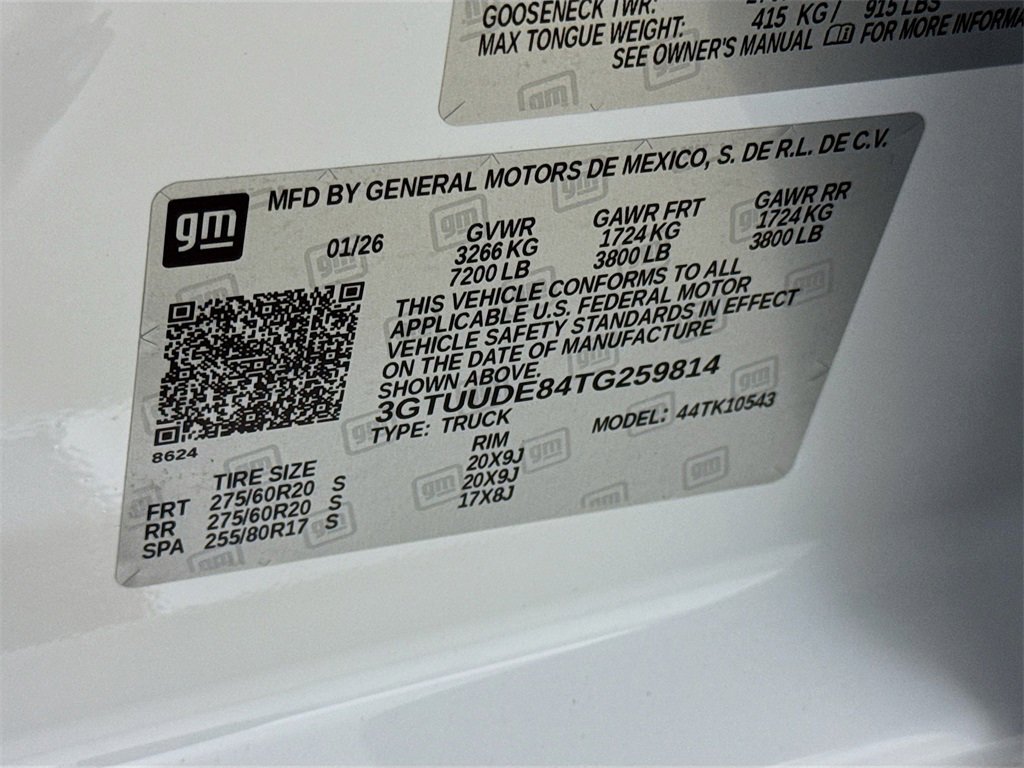 GOOSENECK TWR:
MAX TONGUE WEIGHT: 415 KG/ 915 LBS
SEE OWNER'S MANUAL FOR MORE
gm
MFD BY GENERAL MOTORS DE MEXICO, S. DE R.L. DE C.V.
gm
01/26 GVWR GAWR FRT GAWR RR
3266 KG 1724 KG 1724 KG
7200 LB 3800 LB 3800 LB
THIS VEHICLE CONFORMS TO ALL
APPLICABLE U.S. FEDERAL MOTOR
VEHICLE SAFETY STANDARDS IN EFFECT
ON THE DATE OF MANUFACTURE
SHOWN ABOVE.
3GTUUDE84TG259814
TYPE: TRUCK MODEL: 44TK10543
8624
TIRE SIZE RIM
FRT 275/60R20 S 20X9J
RR 275/60R20 S 20X9J
SPA 255/80R17 S 17X8J